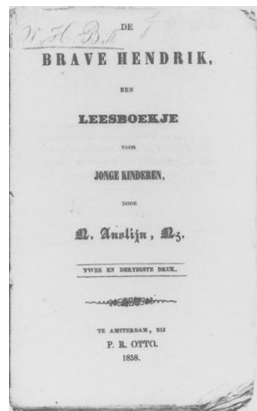 DE
BRAVE HENDRIK,
EEN
LEESBOEKJE
VOOR
JONGE KINDEREN,
DOOR
N. Anslijn, Nz.
TWEE EN DERTIGSTE DRUK.
TE AMSTERDAM, BIJ
P. R. OTTO.
1858.